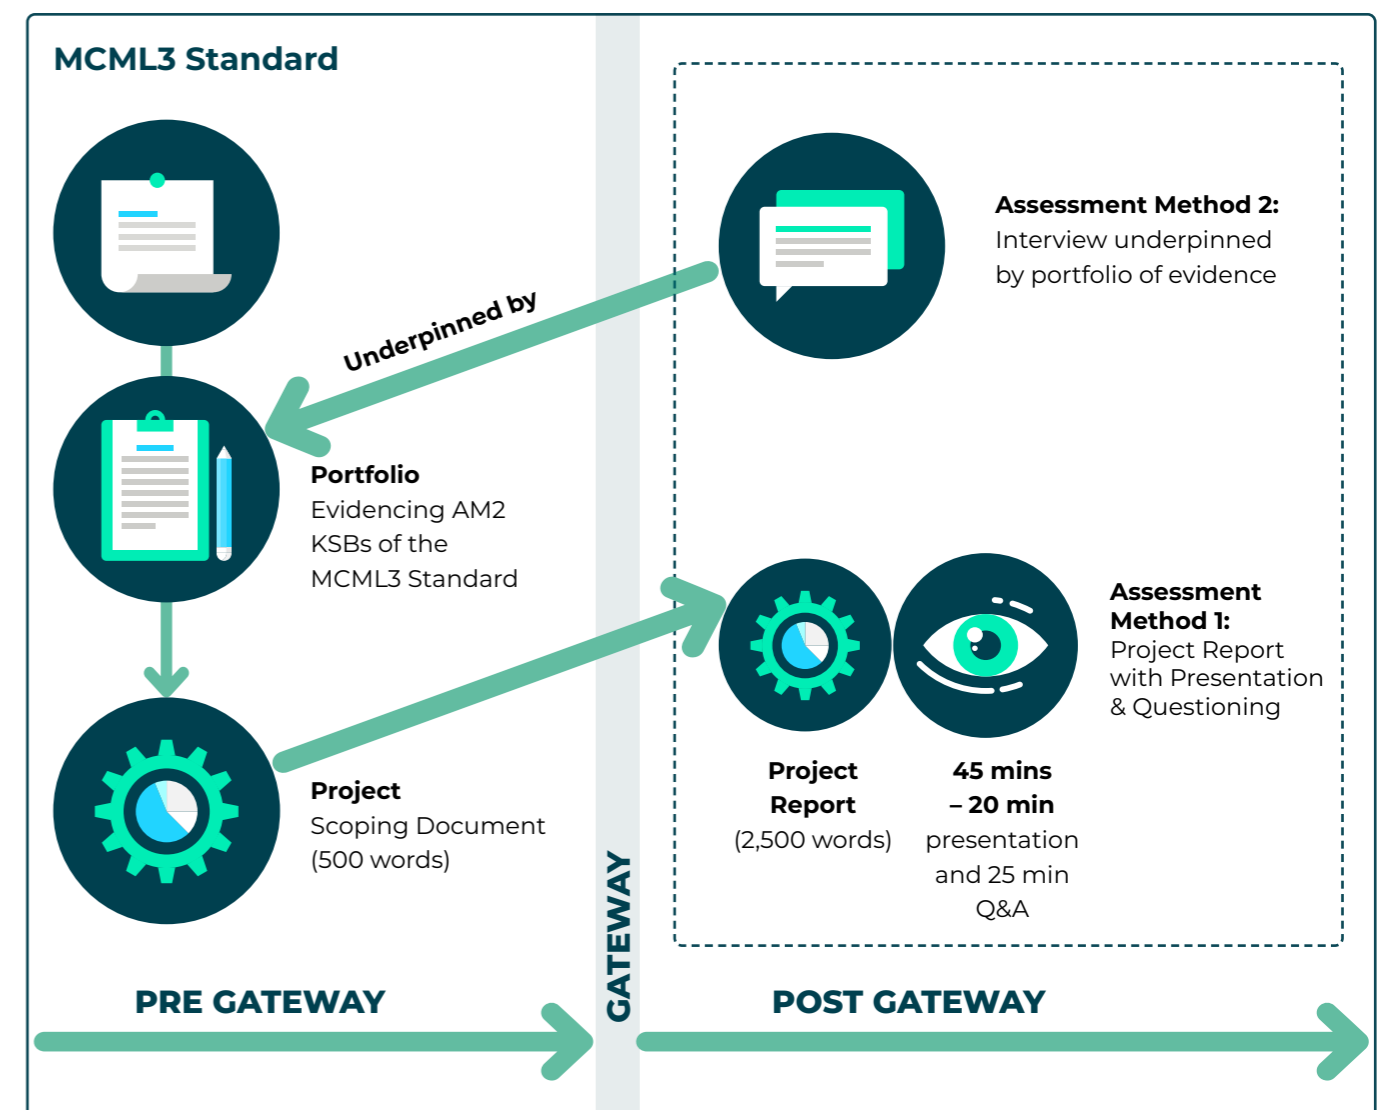 MCML3 Standard
Underpinned by
Portfolio
Evidencing AM2
KSBs of the
MCML3 Standard
Project
Scoping Document
(500 words)
PRE GATEWAY
GATEWAY
Assessment Method 2:
Interview underpinned
by portfolio of evidence
Assessment
Method 1:
Project Report
with Presentation
& Questioning
Project
Report
(2,500 words)
45 mins
– 20 min
presentation
and 25 min
Q&A
POST GATEWAY